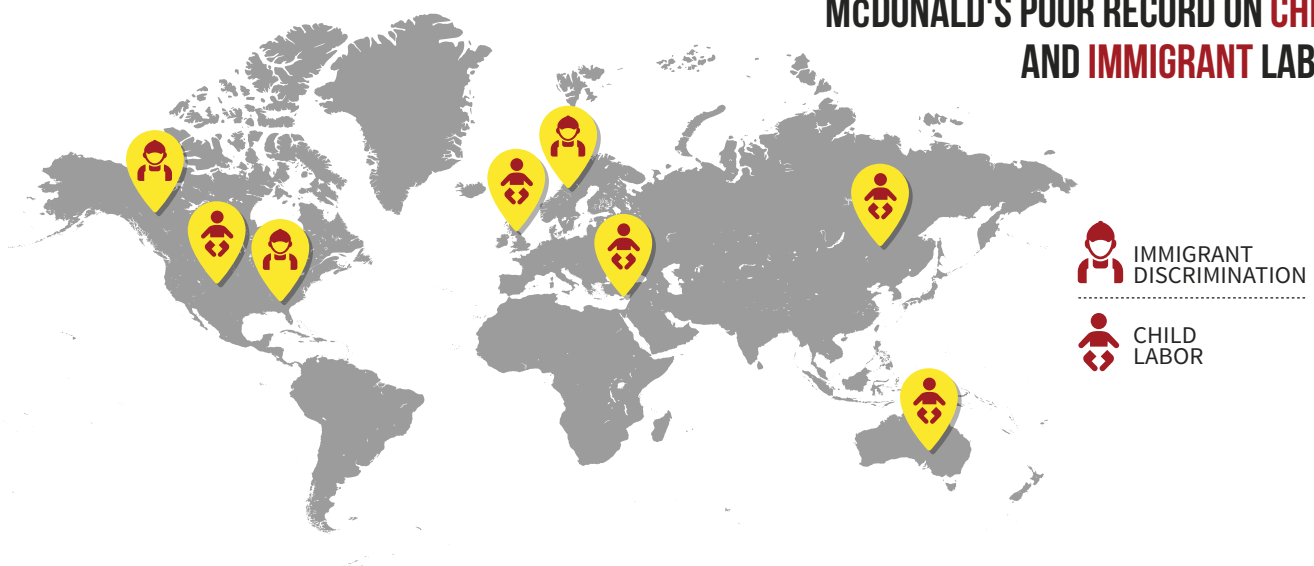 McDONALD'S POOR RECORD ON
AND IMMIGRANT
IMMIGRANT
DISCRIMINATION
CHILD
LABOR